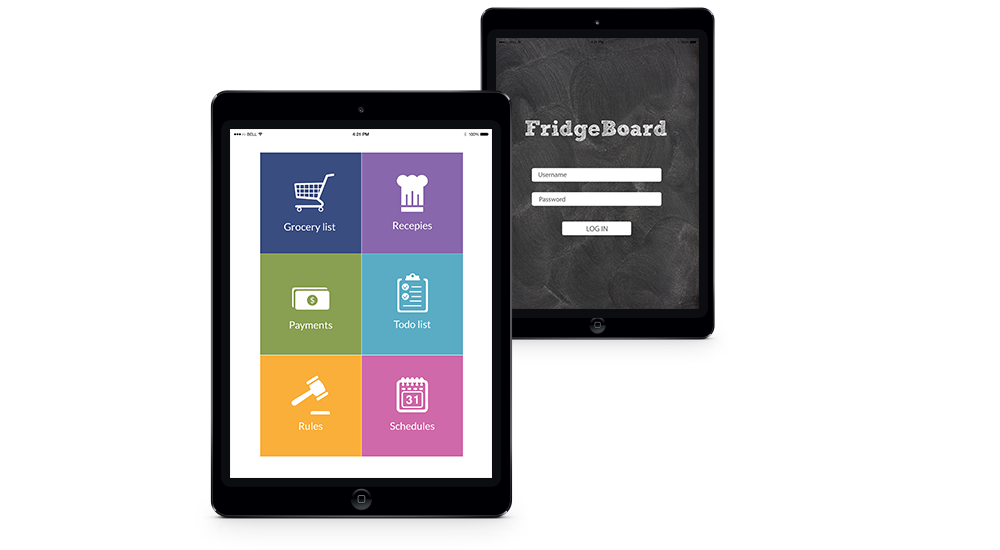 BELL
4:21 PM
100%
Grocery list
Recepies
Payments
$
Todo list
Rules
31
Schedules
FridgeBoard
Username
Password
LOG IN